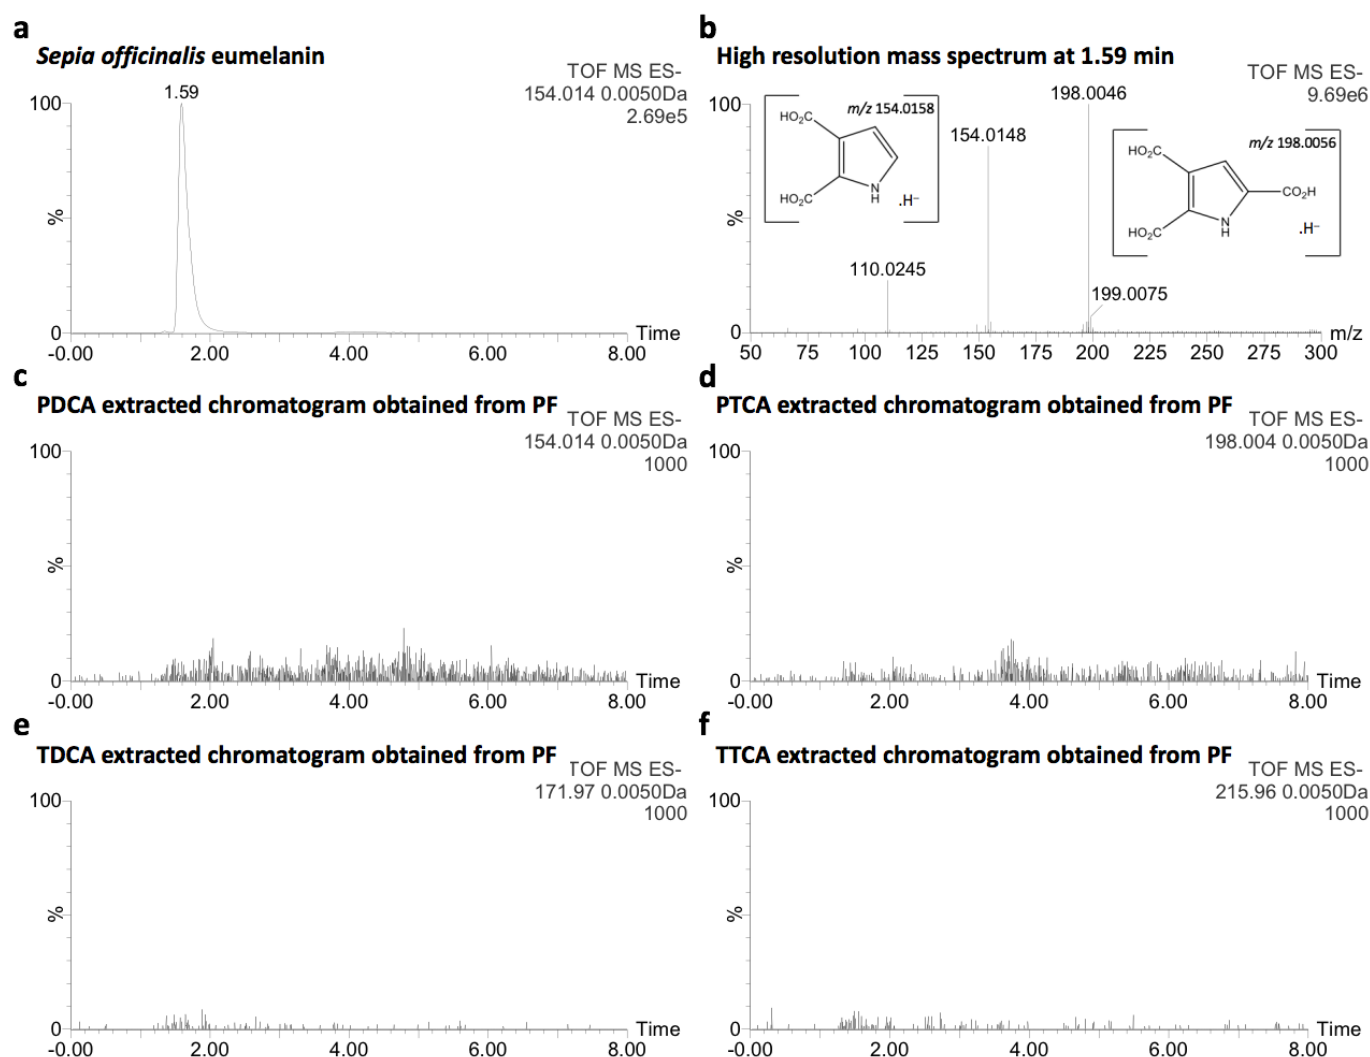 a
Sepia officinalis eumelanin
TOF MS ES-
154.014 0.0050Da
2.69e5
1.59
100
%
0
-0.00 2.00 4.00 6.00 8.00
Time
b
High resolution mass spectrum at 1.59 min
TOF MS ES-
9.69e6
198.0046
100
m/z 154.0158
HO2C
HO2C
N
H
.H–
154.0148
m/z 198.0056
HO2C
CO2H
HO2C
N
H
.H–
%
110.0245
199.0075
0
m/z
50 75 100 125 150 175 200 225 250 275 300
c
PDCA extracted chromatogram obtained from PF
TOF MS ES-
154.014 0.0050Da
1000
100
%
0
Time
-0.00 2.00 4.00 6.00 8.00
d
PTCA extracted chromatogram obtained from PF
TOF MS ES-
198.004 0.0050Da
1000
100
%
0
Time
-0.00 2.00 4.00 6.00 8.00
e
TDCA extracted chromatogram obtained from PF
TOF MS ES-
171.97 0.0050Da
1000
100
%
0
Time
-0.00 2.00 4.00 6.00 8.00
f
TTCA extracted chromatogram obtained from PF
TOF MS ES-
215.96 0.0050Da
1000
100
%
0
Time
-0.00 2.00 4.00 6.00 8.00